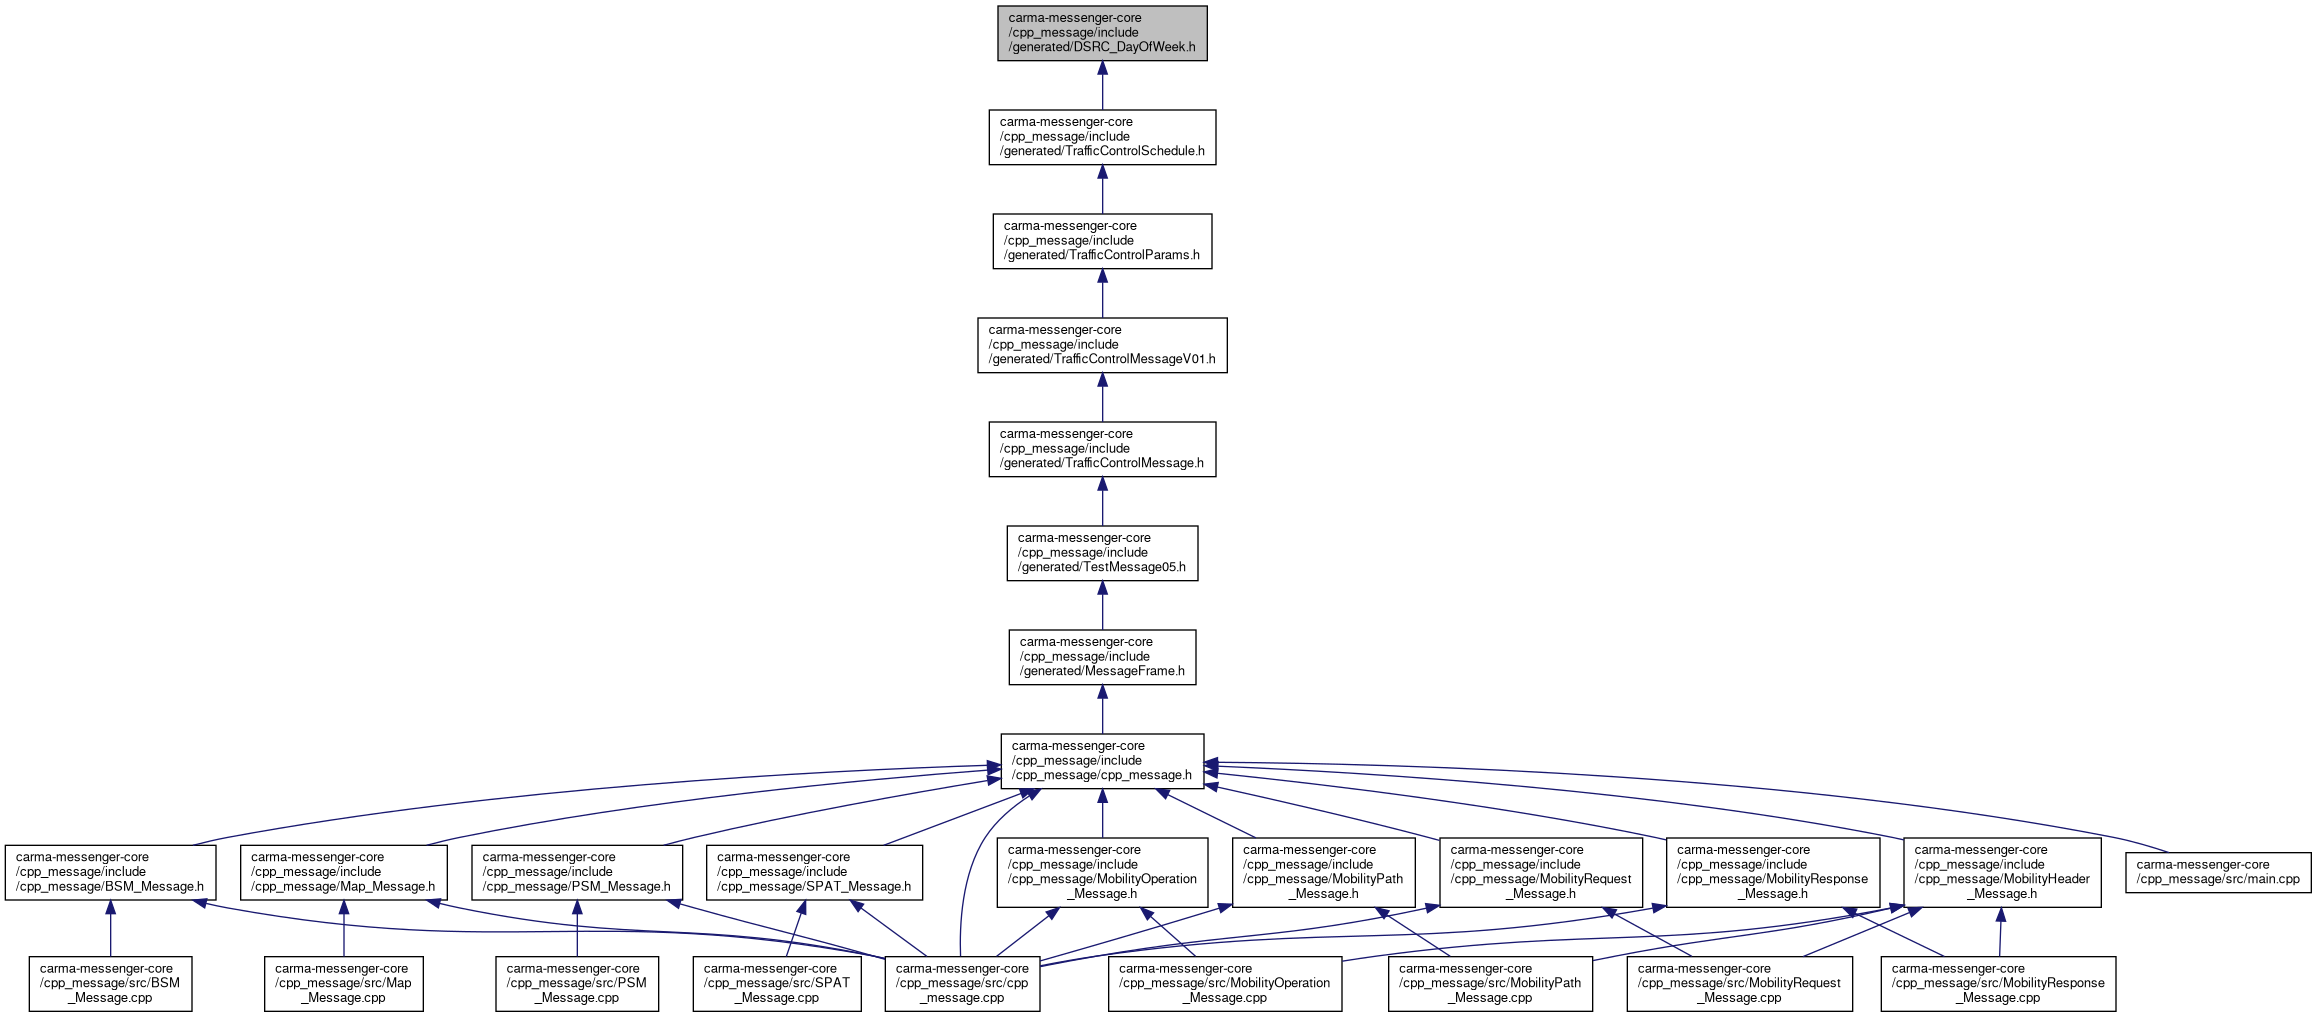 carma-messenger-core
/cpp_message/include
/generated/DSRC_DayOfWeek.h
carma-messenger-core
/cpp_message/include
/generated/TrafficControlSchedule.h
carma-messenger-core
/cpp_message/include
/generated/TrafficControlParams.h
carma-messenger-core
/cpp_message/include
/generated/TrafficControlMessageV01.h
carma-messenger-core
/cpp_message/include
/generated/TrafficControlMessage.h
carma-messenger-core
/cpp_message/include
/generated/TestMessage05.h
carma-messenger-core
/cpp_message/include
/generated/MessageFrame.h
carma-messenger-core
/cpp_message/include
/cpp_message/cpp_message.h
carma-messenger-core
/cpp_message/include
/cpp_message/BSM_Message.h
carma-messenger-core
/cpp_message/include
/cpp_message/Map_Message.h
carma-messenger-core
/cpp_message/include
/cpp_message/PSM_Message.h
carma-messenger-core
/cpp_message/include
/cpp_message/SPAT_Message.h
carma-messenger-core
/cpp_message/include
/cpp_message/MobilityOperation
_Message.h
carma-messenger-core
/cpp_message/include
/cpp_message/MobilityPath
_Message.h
carma-messenger-core
/cpp_message/include
/cpp_message/MobilityRequest
_Message.h
carma-messenger-core
/cpp_message/include
/cpp_message/MobilityResponse
_Message.h
carma-messenger-core
/cpp_message/include
/cpp_message/MobilityHeader
_Message.h
carma-messenger-core
/cpp_message/src/main.cpp
carma-messenger-core
/cpp_message/src/BSM
_Message.cpp
carma-messenger-core
/cpp_message/src/Map
_Message.cpp
carma-messenger-core
/cpp_message/src/PSM
_Message.cpp
carma-messenger-core
/cpp_message/src/SPAT
_Message.cpp
carma-messenger-core
/cpp_message/src/cpp
_message.cpp
carma-messenger-core
/cpp_message/src/MobilityOperation
_Message.cpp
carma-messenger-core
/cpp_message/src/MobilityPath
_Message.cpp
carma-messenger-core
/cpp_message/src/MobilityRequest
_Message.cpp
carma-messenger-core
/cpp_message/src/MobilityResponse
_Message.cpp